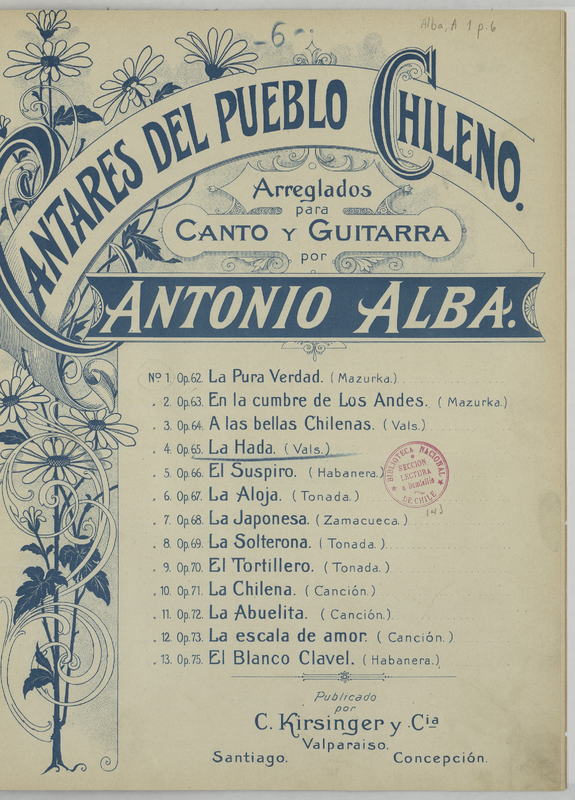 -6-
Alba, A 1 p.6
CANTARES DEL PUEBLO CHILENO.
Arreglados
para
CANTO Y GUITARRA
por
ANTONIO ALBA.
Nº 1. Op.62. La Pura Verdad. (Mazurka.)
„ 2. Op.63. En la cumbre de Los Andes. (Mazurka)
„ 3. Op.64. A las bellas Chilenas. (Vals.)
„ 4. Op.65. La Hada. (Vals.)
„ 5. Op.66. El Suspiro. (Habanera.)
„ 6. Op.67. La Aloja. (Tonada.)
„ 7. Op.68. La Japonesa. (Zamacueca.)
„ 8. Op.69. La Solterona. (Tonada.)
„ 9. Op.70. El Tortillero. (Tonada.)
„ 10. Op.71. La Chilena. (Canción.)
„ 11. Op.72. La Abuelita. (Canción.)
„ 12. Op.73. La escala de amor. (Canción.)
„ 13. Op.75. El Blanco Clavel. (Habanera.)
BIBLIOTECA NACIONAL
SECCION
LECTURA
a Domicilio
DE CHILE
Publicado
por
C. Kirsinger y Cia
Valparaiso.
Santiago. Concepción.